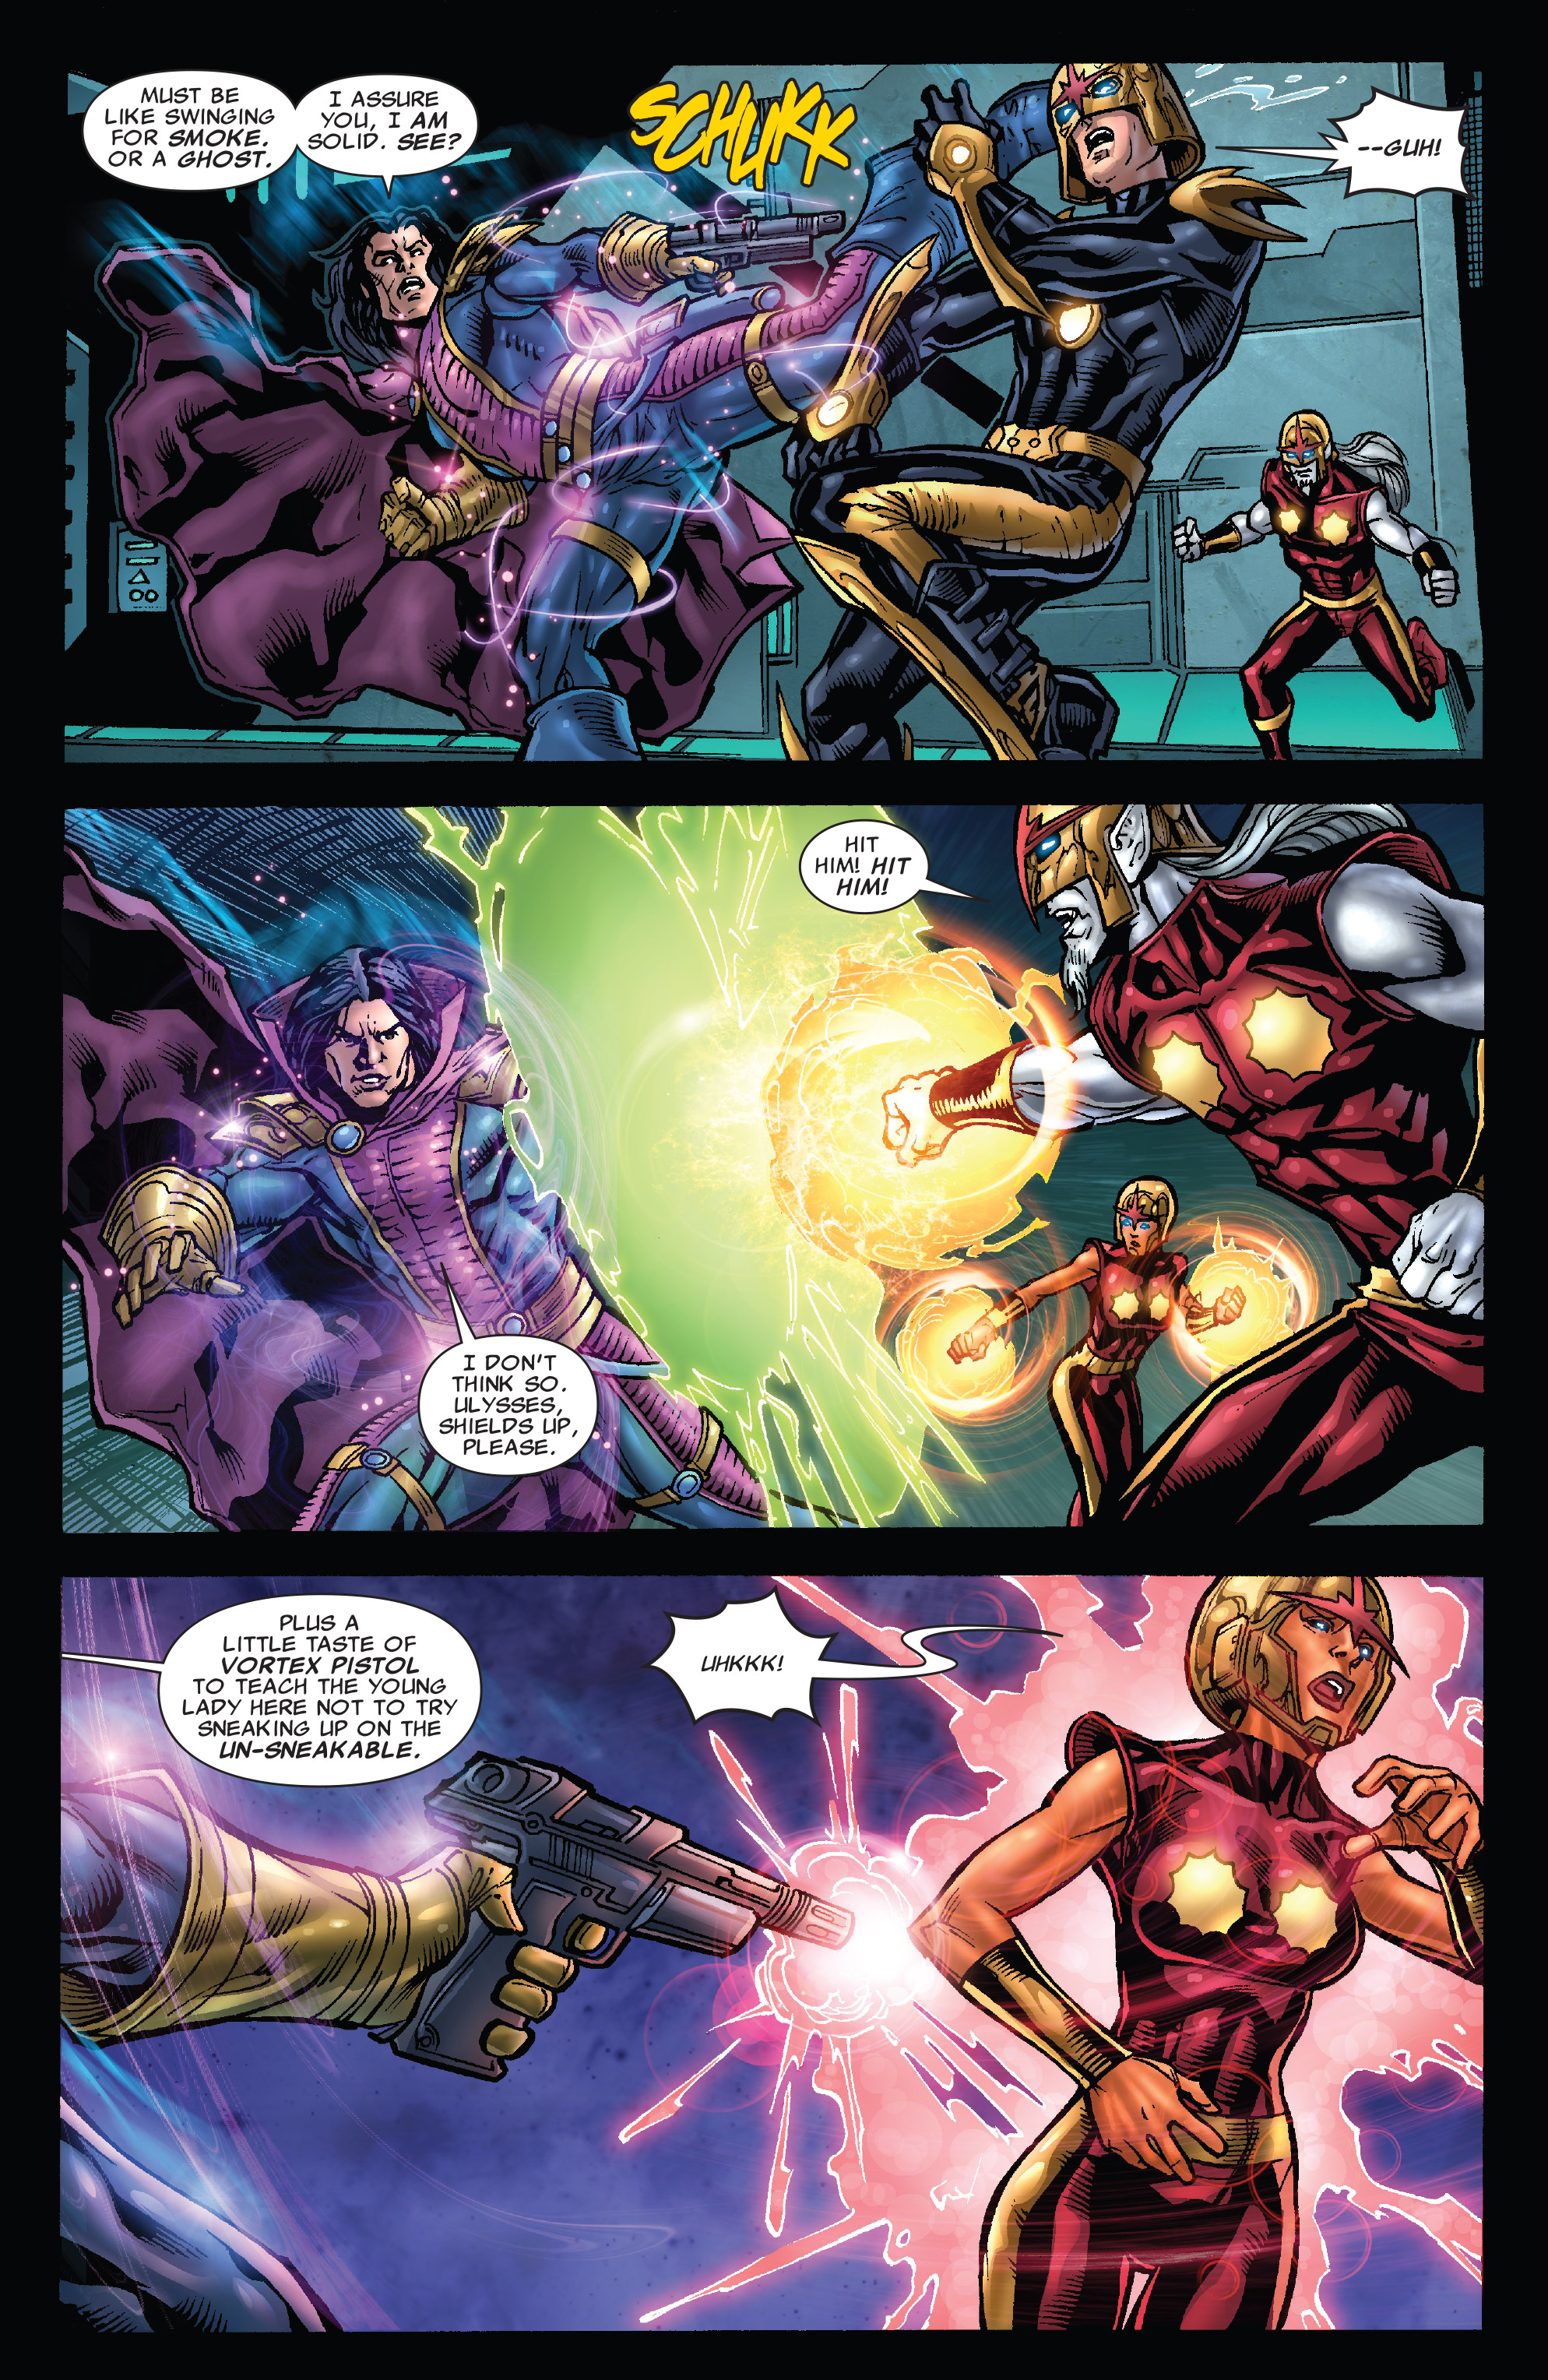 MUST BE
LIKE SWINGING
FOR SMOKE.
OR A GHOST.
I ASSURE
YOU, I AM
SOLID. SEE?
SCHUKK
--GUH!
HIT
HIM! HIT
HIM!
I DON'T
THINK SO.
ULYSSES,
SHIELDS UP,
PLEASE.
PLUS A
LITTLE TASTE OF
VORTEX PISTOL
TO TEACH THE YOUNG
LADY HERE NOT TO TRY
SNEAKING UP ON THE
UN-SNEAKABLE.
UHKKK!